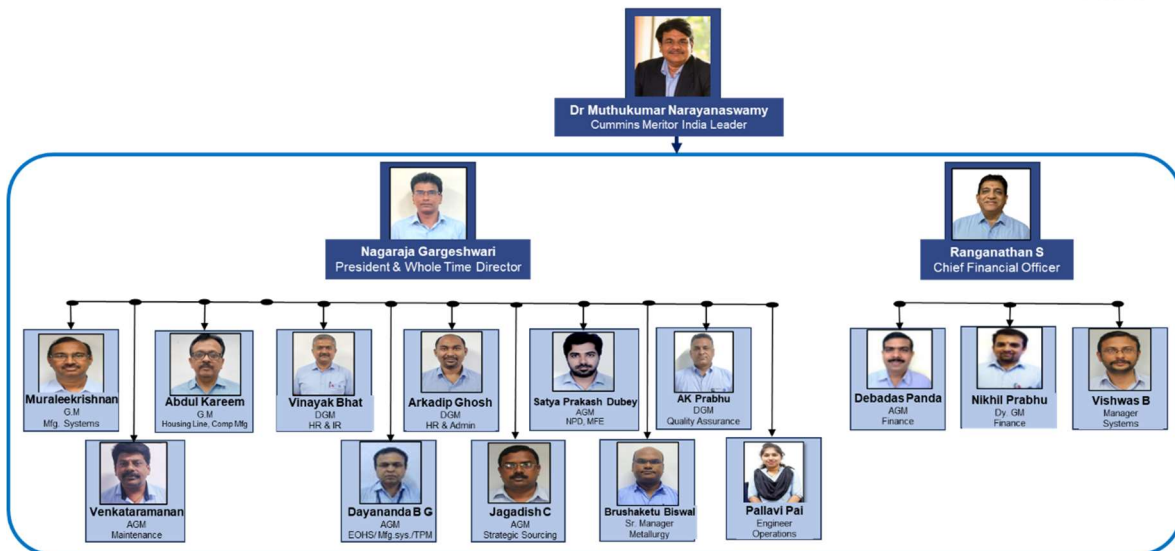 Dr Muthukumar Narayanaswamy
Cummins Meritor India Leader
Nagaraja Gargeshwari
President & Whole Time Director
Ranganathan S
Chief Financial Officer
Muraleekrishnan
G.M
Mfg. Systems
Abdul Kareem
G.M
Housing Line, Comp Mfg
Vinayak Bhat
DGM
HR & IR
Arkadip Ghosh
DGM
HR & Admin
Satya Prakash Dubey
AGM
NPD, MFE
AK Prabhu
DGM
Quality Assurance
Debadas Panda
AGM
Finance
Nikhil Prabhu
Dy. GM
Finance
Vishwas B
Manager
Systems
Venkataramanan
AGM
Maintenance
Dayananda B G
AGM
EOHS/ Mfg.sys./TPM
Jagadish C
AGM
Strategic Sourcing
Brushaketu Biswal
Sr. Manager
Metallurgy
Pallavi Pai
Engineer
Operations